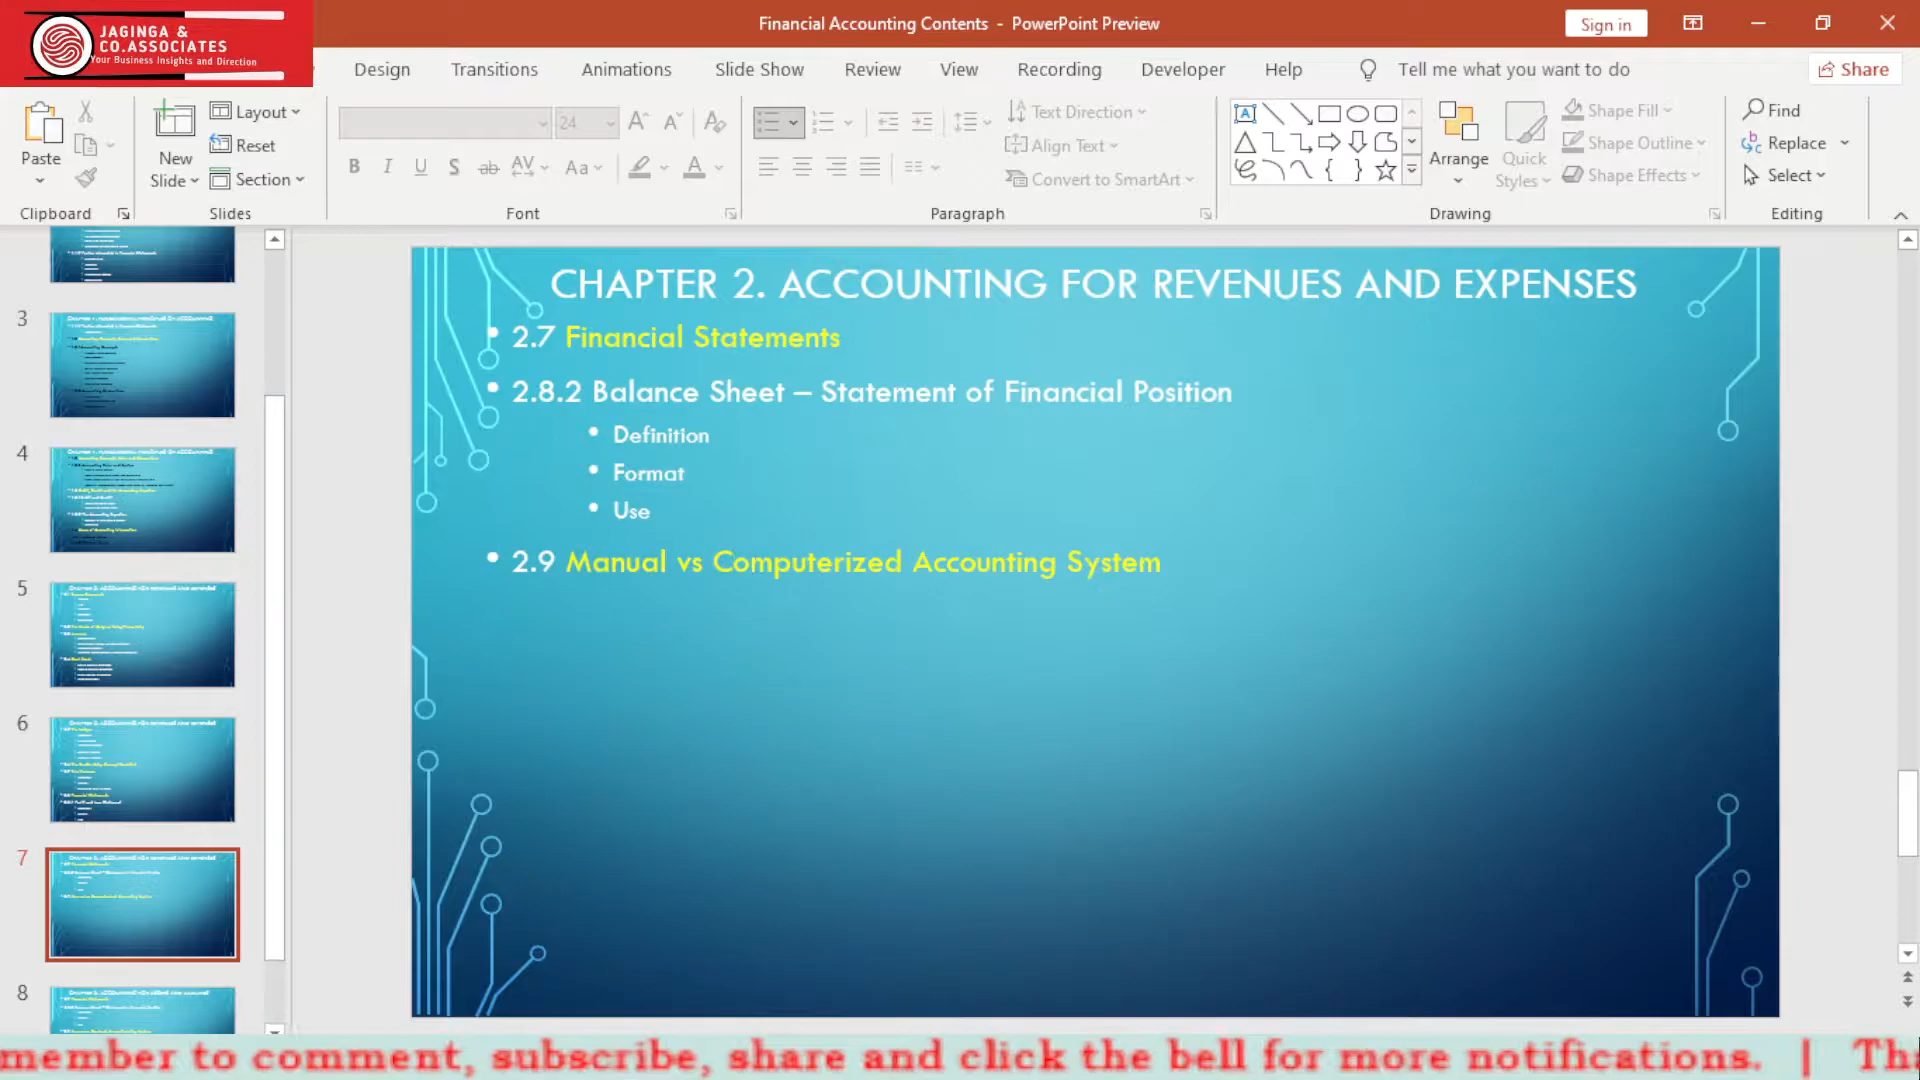 JAGINGA &
CO.ASSOCIATES
Your Business Insights and Direction
Financial Accounting Contents - PowerPoint Preview
Sign in
Design Transitions Animations Slide Show Review View Recording Developer Help Tell me what you want to do Share
Paste
Clipboard
New
Slide
Layout
Reset
Section
Slides
24
B I U S ab AV Aa A
Font
Text Direction
Align Text
Convert to SmartArt
Paragraph
Arrange
Quick
Styles
Shape Fill
Shape Outline
Shape Effects
Drawing
Find
Replace
Select
Editing
3
4
5
6
7
8
CHAPTER 2. ACCOUNTING FOR REVENUES AND EXPENSES
• 2.7 Financial Statements
• 2.8.2 Balance Sheet – Statement of Financial Position
• Definition
• Format
• Use
• 2.9 Manual vs Computerized Accounting System
member to comment, subscribe, share and click the bell for more notifications. | Tha